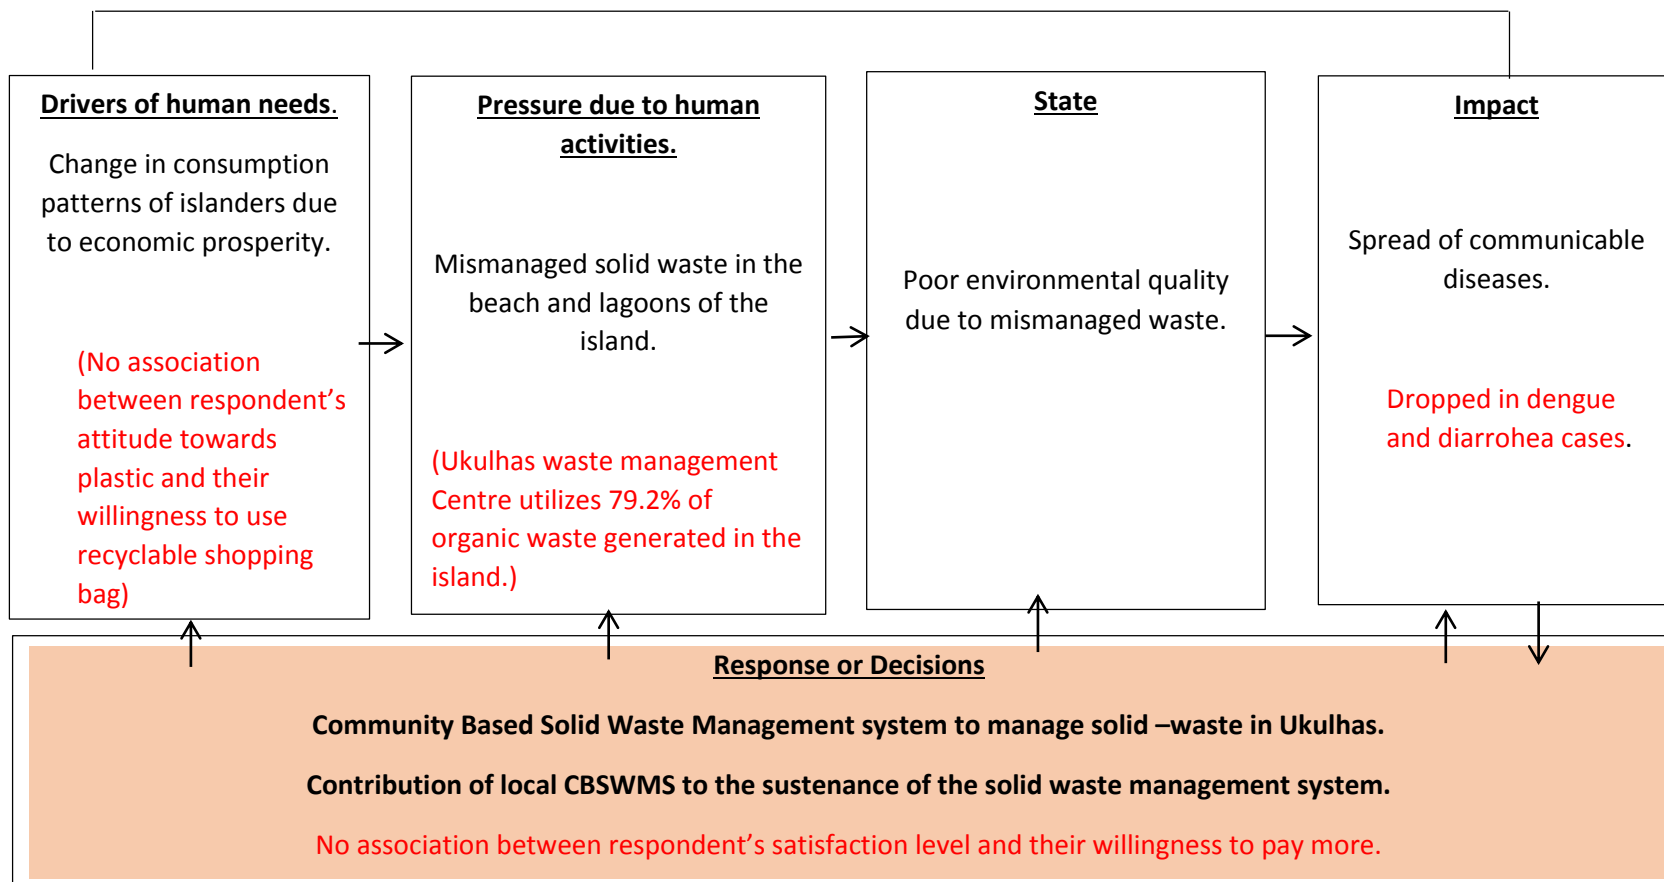 Drivers of human needs.
Change in consumption
patterns of islanders due
to economic prosperity.
(No association
between respondent’s
attitude towards
plastic and their
willingness to use
recyclable shopping
bag)
Pressure due to human
activities.
Mismanaged solid waste in the
beach and lagoons of the
island.
(Ukulhas waste management
Centre utilizes 79.2% of
organic waste generated in the
island.)
State
Poor environmental quality
due to mismanaged waste.
Impact
Spread of communicable
diseases.
Dropped in dengue
and diarrohea cases.
Response or Decisions
Community Based Solid Waste Management system to manage solid –waste in Ukulhas.
Contribution of local CBSWMS to the sustenance of the solid waste management system.
No association between respondent’s satisfaction level and their willingness to pay more.